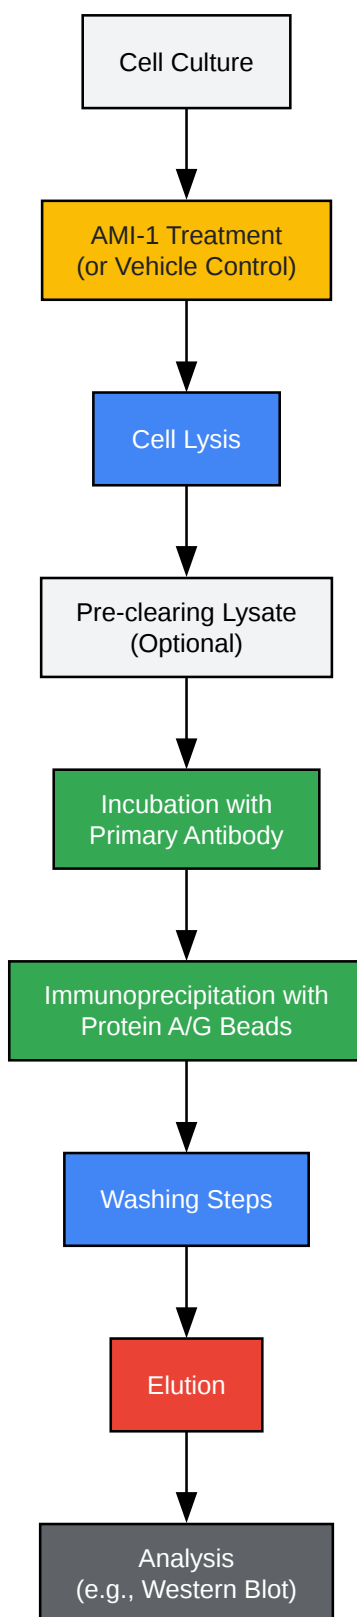 Cell Culture
AMI-1 Treatment
(or Vehicle Control)
Cell Lysis
Pre-clearing Lysate
(Optional)
Incubation with
Primary Antibody
Immunoprecipitation with
Protein A/G Beads
Washing Steps
Elution
Analysis
(e.g., Western Blot)